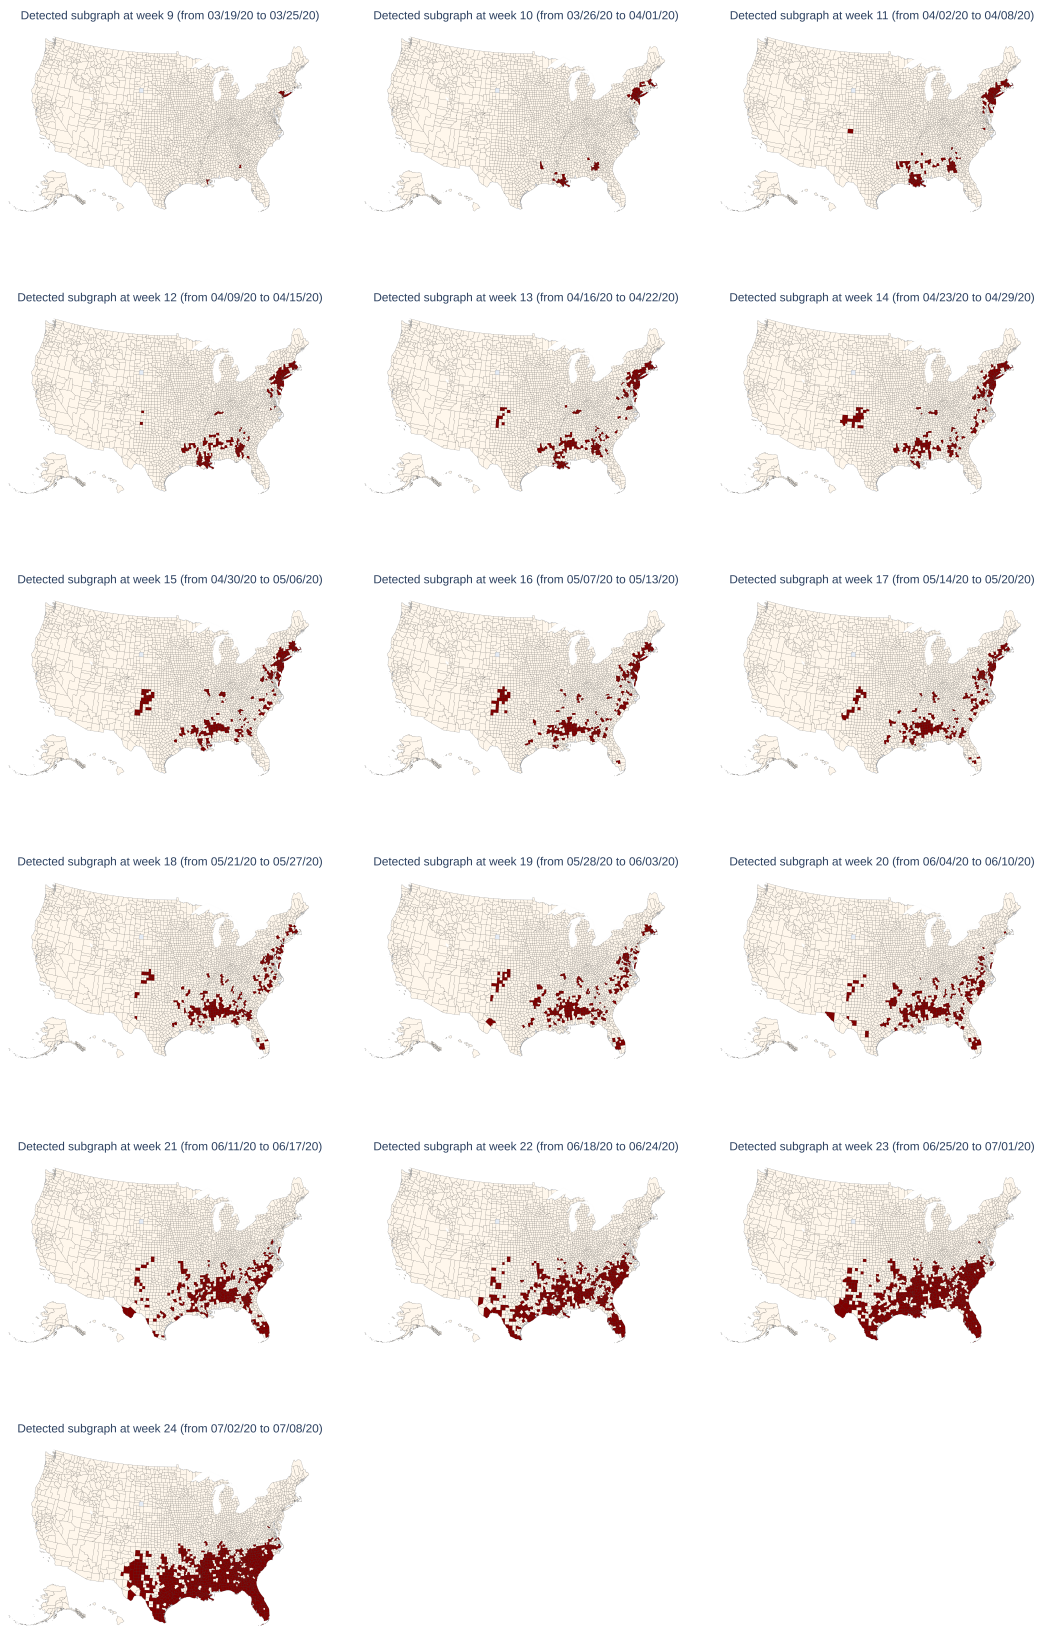 Detected subgraph at week 9 (from 03/19/20 to 03/25/20)
Detected subgraph at week 10 (from 03/26/20 to 04/01/20)
Detected subgraph at week 11 (from 04/02/20 to 04/08/20)
Detected subgraph at week 12 (from 04/09/20 to 04/15/20)
Detected subgraph at week 13 (from 04/16/20 to 04/22/20)
Detected subgraph at week 14 (from 04/23/20 to 04/29/20)
Detected subgraph at week 15 (from 04/30/20 to 05/06/20)
Detected subgraph at week 16 (from 05/07/20 to 05/13/20)
Detected subgraph at week 17 (from 05/14/20 to 05/20/20)
Detected subgraph at week 18 (from 05/21/20 to 05/27/20)
Detected subgraph at week 19 (from 05/28/20 to 06/03/20)
Detected subgraph at week 20 (from 06/04/20 to 06/10/20)
Detected subgraph at week 21 (from 06/11/20 to 06/17/20)
Detected subgraph at week 22 (from 06/18/20 to 06/24/20)
Detected subgraph at week 23 (from 06/25/20 to 07/01/20)
Detected subgraph at week 24 (from 07/02/20 to 07/08/20)